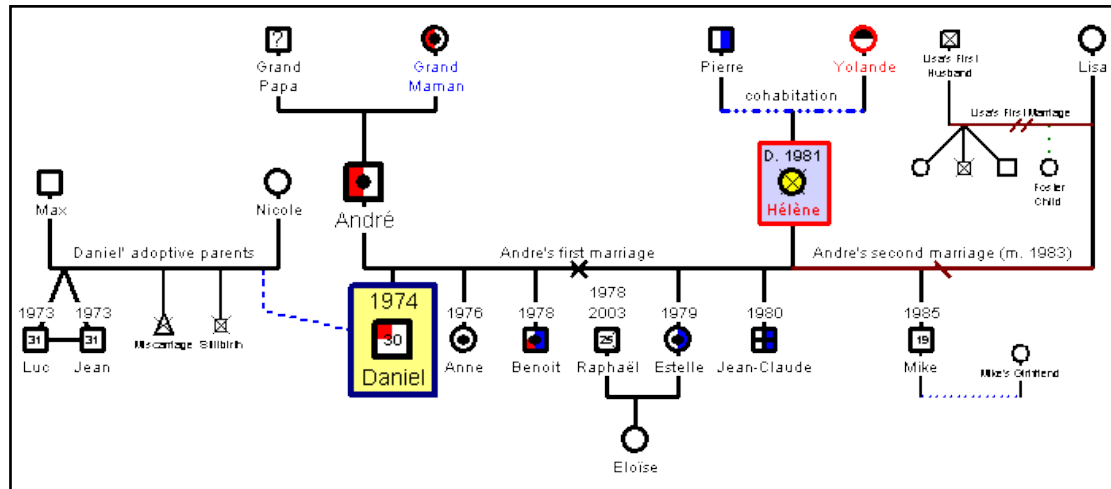 ?
Grand
Papa
Grand
Maman
Pierre
Yolande
Lisa's First
Husband
Lisa
cohabitation
Lisa's First Marriage
D. 1981
Hélène
Foster
Child
Max
Nicole
André
Daniel' adoptive parents
Andre's first marriage
Andre's second marriage (m. 1983)
1973
1973
31
31
Luc
Jean
Miscarriage
Stillbirth
1974
30
Daniel
1976
Anne
1978
Benoit
1978
2003
25
Raphaël
1979
Estelle
1980
Jean-Claude
1985
19
Mike
Mike's Girlfriend
Eloïse